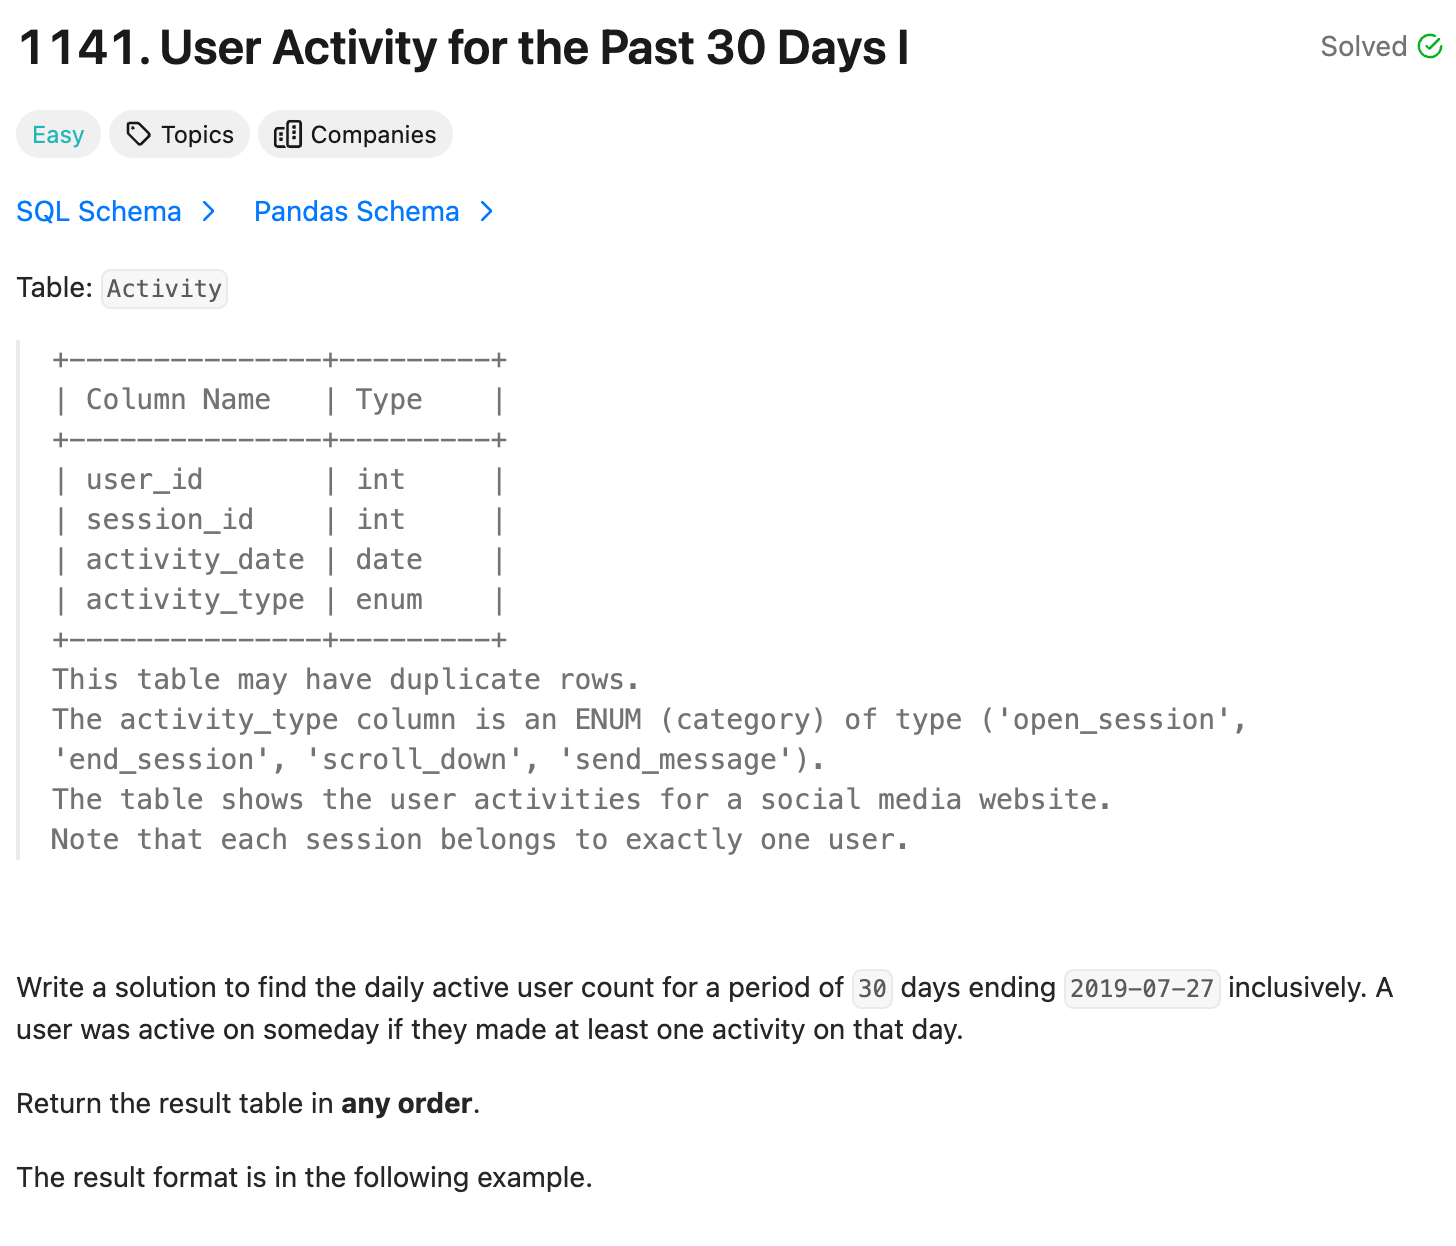 1141. User Activity for the Past 30 Days I
Solved
Easy
Topics
Companies
SQL Schema >
Pandas Schema >
Table: Activity
+---------------+---------+
| Column Name   | Type    |
+---------------+---------+
| user_id       | int     |
| session_id    | int     |
| activity_date | date    |
| activity_type | enum    |
+---------------+---------+
This table may have duplicate rows.
The activity_type column is an ENUM (category) of type ('open_session',
'end_session', 'scroll_down', 'send_message').
The table shows the user activities for a social media website.
Note that each session belongs to exactly one user.
Write a solution to find the daily active user count for a period of 30 days ending 2019-07-27 inclusively. A
user was active on someday if they made at least one activity on that day.
Return the result table in any order.
The result format is in the following example.